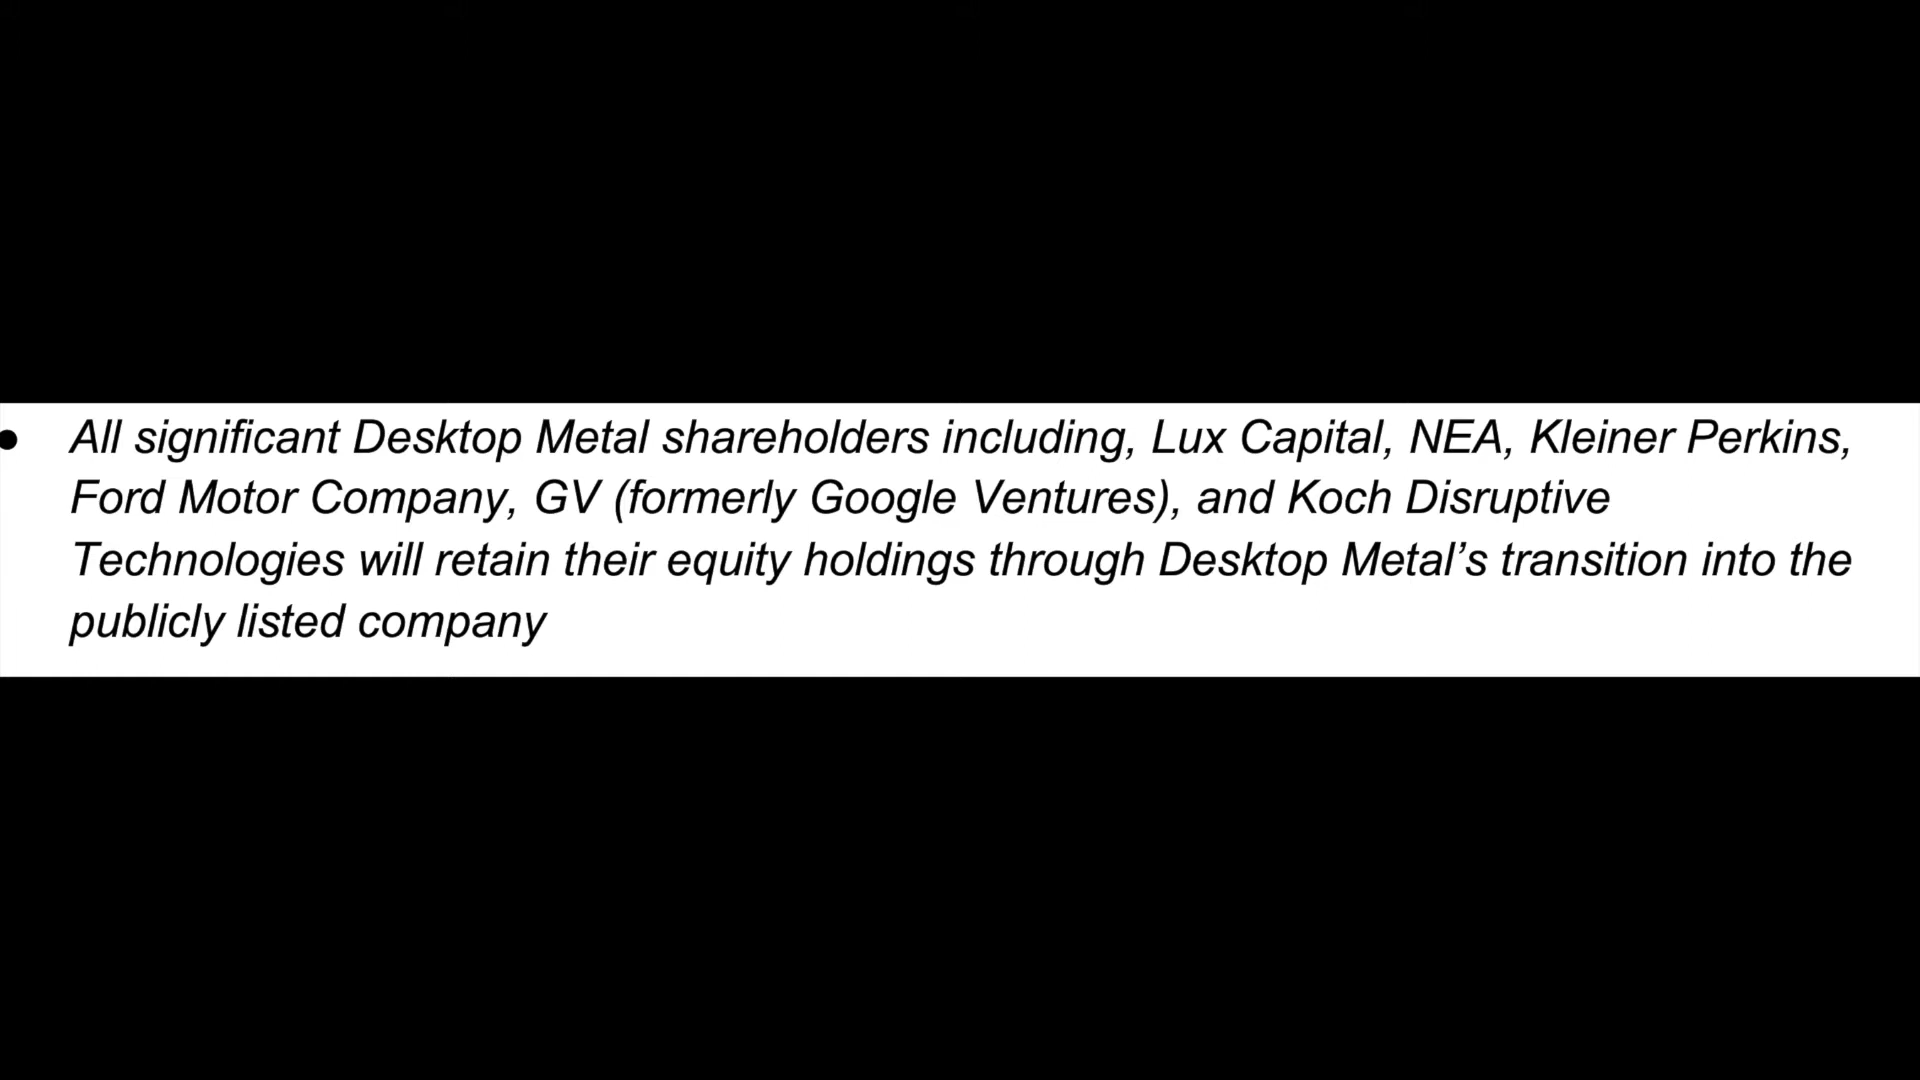 • All significant Desktop Metal shareholders including, Lux Capital, NEA, Kleiner Perkins,
Ford Motor Company, GV (formerly Google Ventures), and Koch Disruptive
Technologies will retain their equity holdings through Desktop Metal’s transition into the
publicly listed company